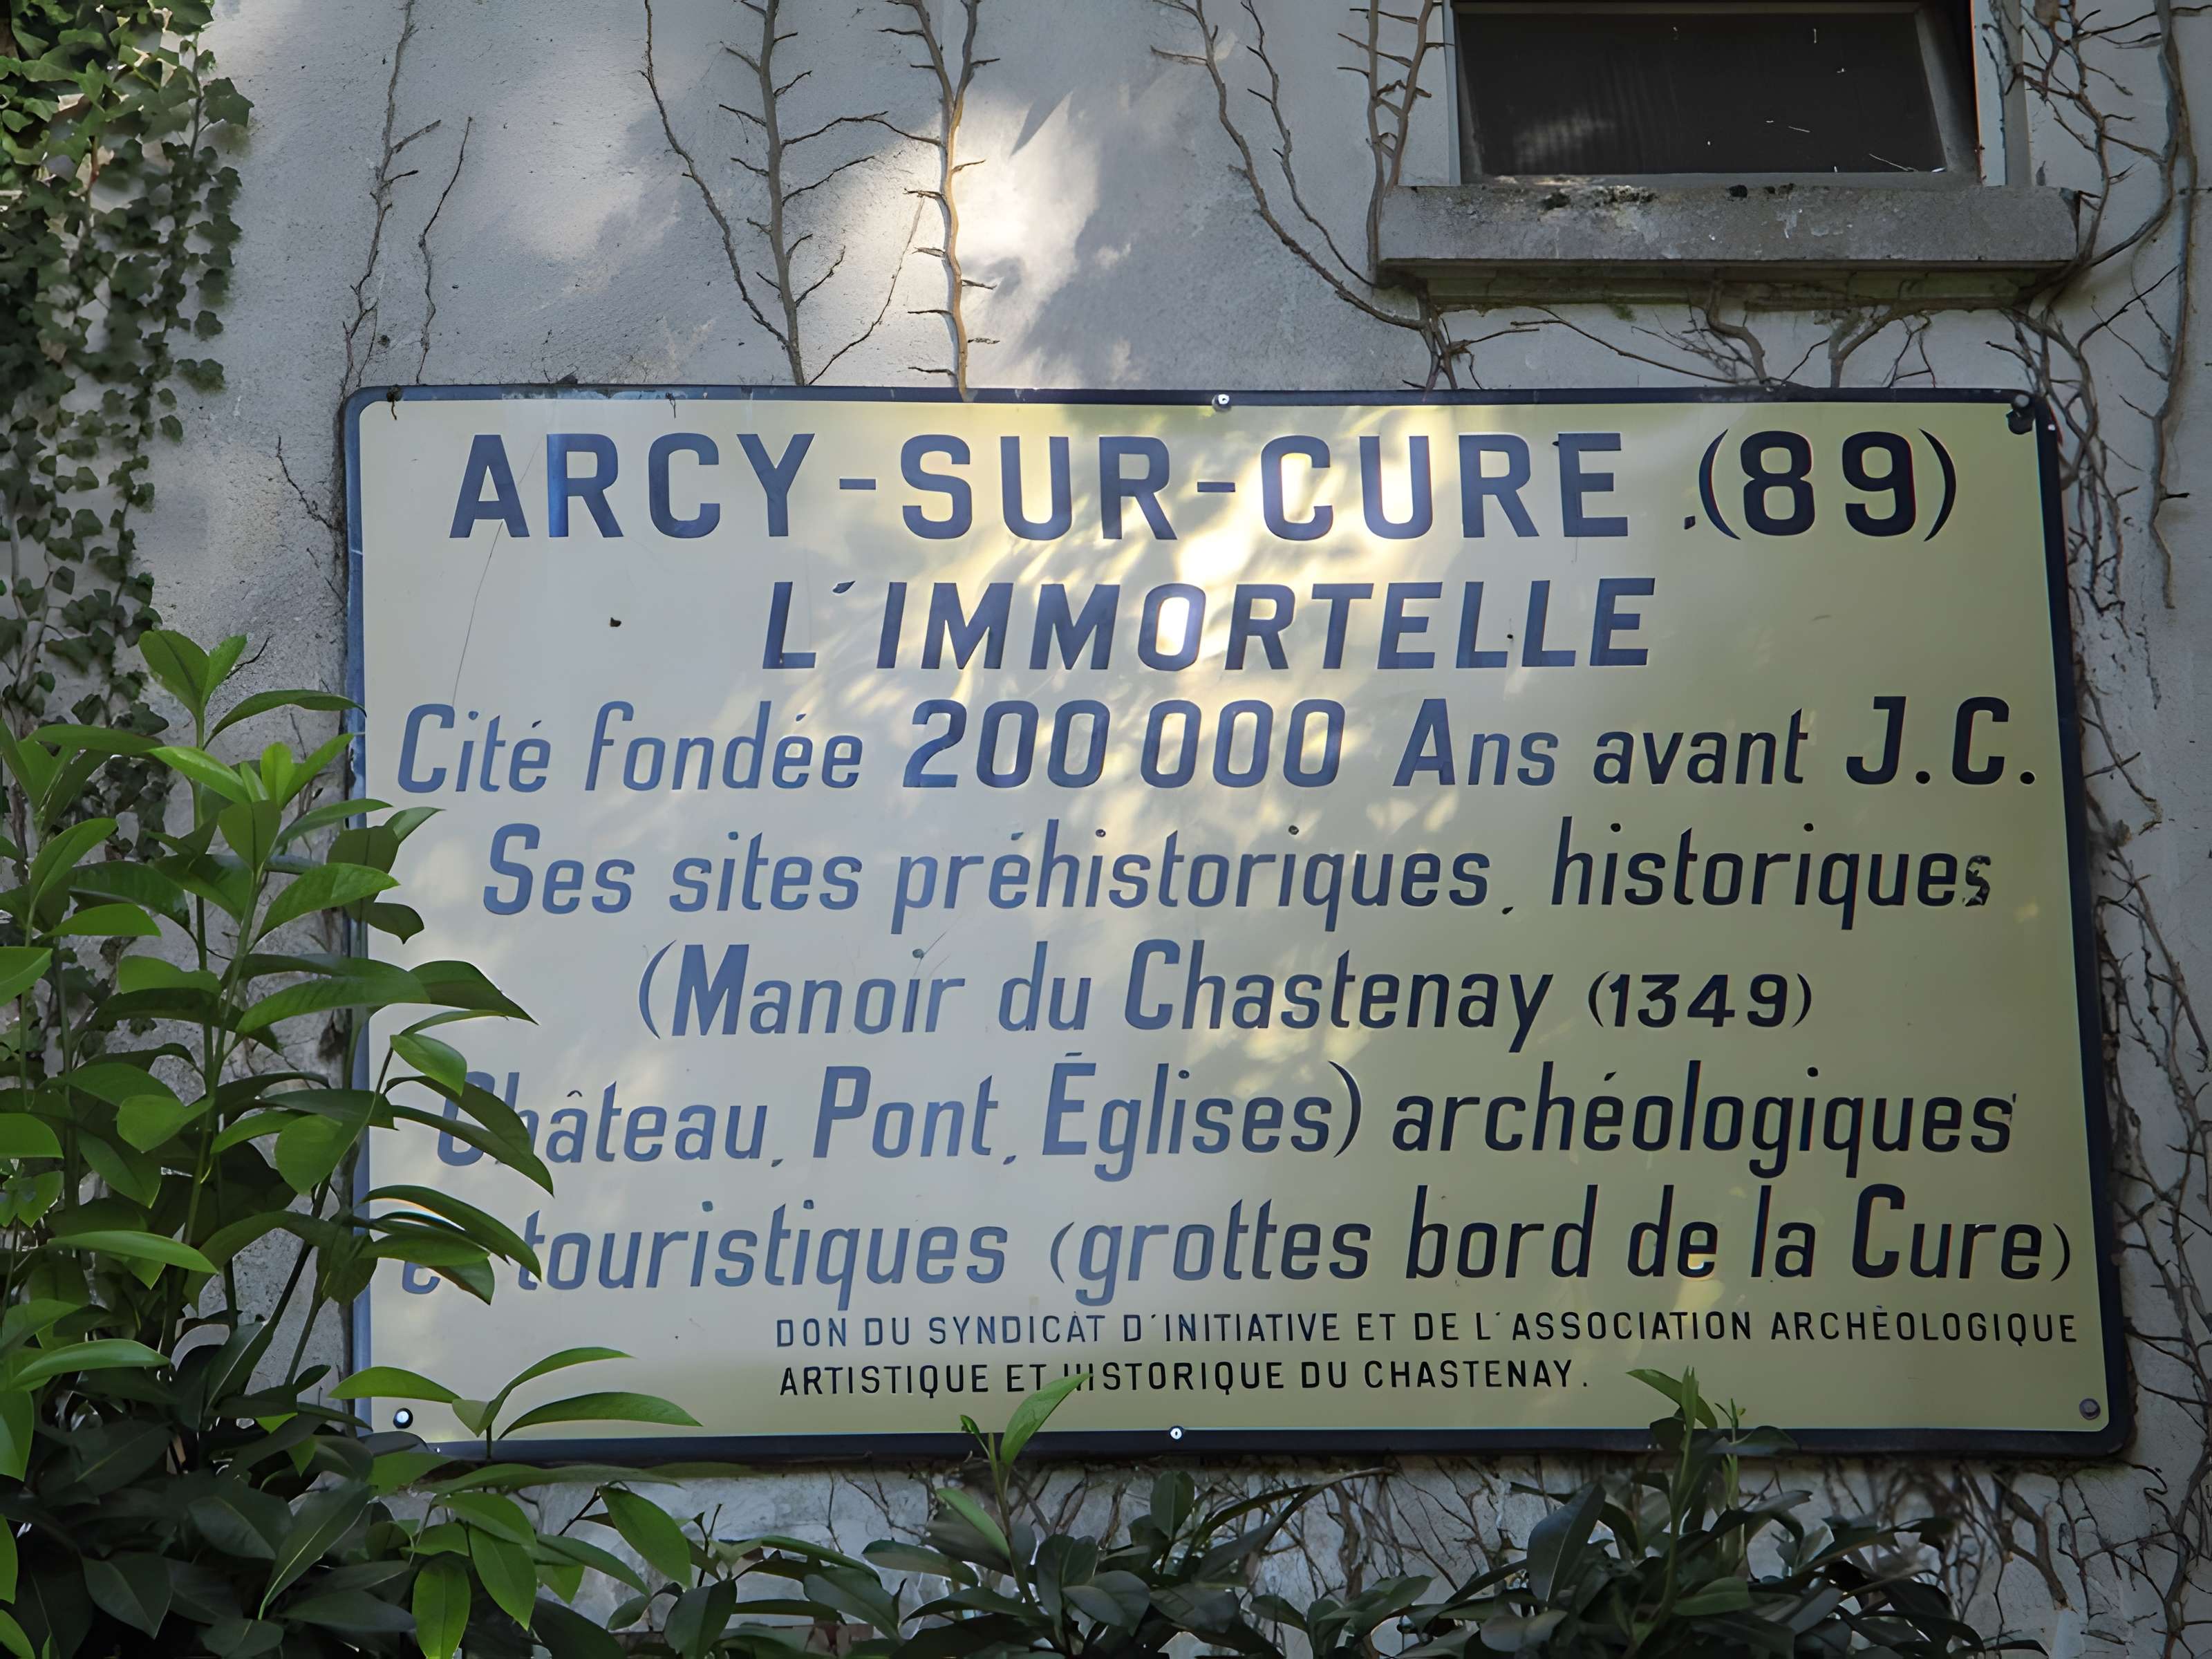 ARCY-SUR-CURE .(89)
L'IMMORTELLE
Cité fondée 200 000 Ans avant J.C.
Ses sites préhistoriques, historiques
(Manoir du Chastenay (1349)
Château, Pont, Églises) archéologiques
et touristiques (grottes bord de la Cure)
DON DU SYNDICAT D'INITIATIVE ET DE L'ASSOCIATION ARCHÉOLOGIQUE
ARTISTIQUE ET HISTORIQUE DU CHASTENAY.